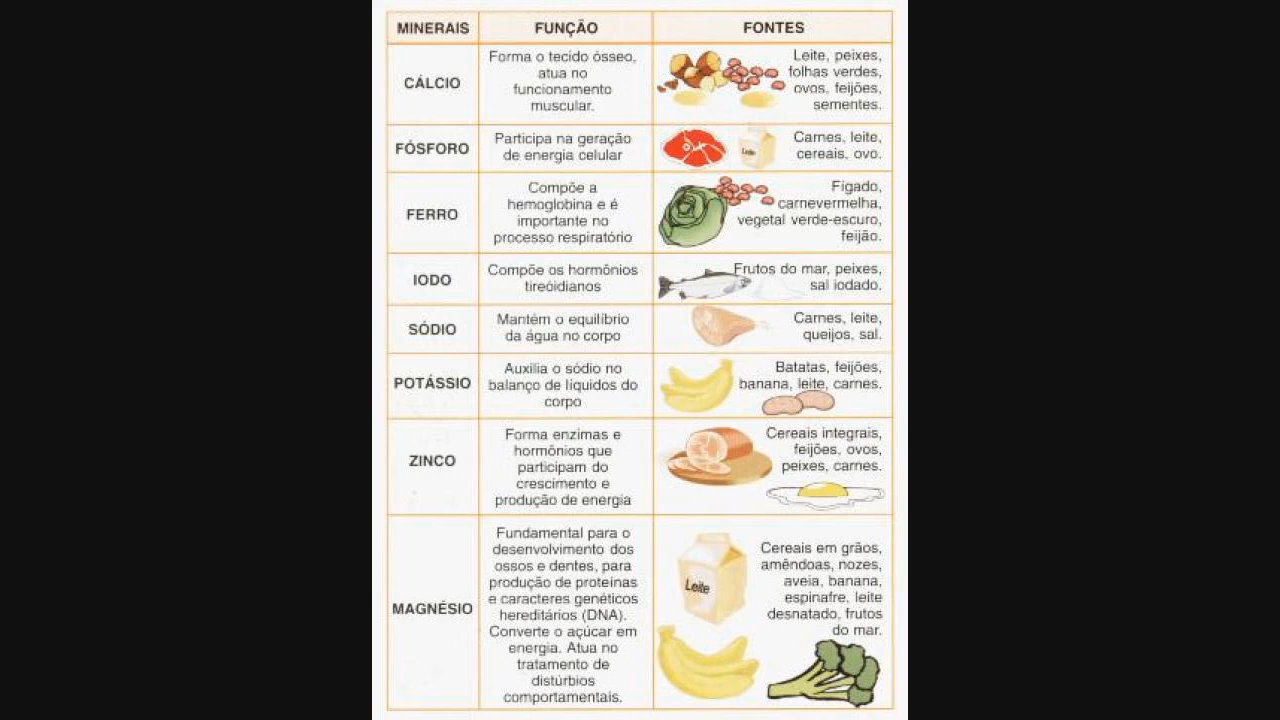 MINERAIS
FUNÇÃO
FONTES
CÁLCIO
Forma o tecido ósseo,
atua no
funcionamento
muscular.
Leite, peixes,
folhas verdes,
ovos, feijões,
sementes.
FÓSFORO
Participa na geração
de energia celular
Leite
Carnes, leite,
cereais, ovo.
FERRO
Compõe a
hemoglobina e é
importante no
processo respiratório
Fígado,
carnevermelha,
vegetal verde-escuro,
feijão.
IODO
Compõe os hormônios
tireóidianos
Frutos do mar, peixes,
sal iodado.
SÓDIO
Mantém o equilíbrio
da água no corpo
Carnes, leite,
queijos, sal.
POTÁSSIO
Auxilia o sódio no
balanço de líquidos do
corpo
Batatas, feijões,
banana, leite, carnes.
ZINCO
Forma enzimas e
hormônios que
participam do
crescimento e
produção de energia
Cereais integrais,
feijões, ovos,
peixes, carnes.
MAGNÉSIO
Fundamental para o
desenvolvimento dos
ossos e dentes, para
produção de proteínas
e caracteres genéticos
hereditários (DNA).
Converte o açúcar em
energia. Atua no
tratamento de
distúrbios
comportamentais.
Leite
Cereais em grãos,
amêndoas, nozes,
aveia, banana,
espinafre, leite
desnatado, frutos
do mar.